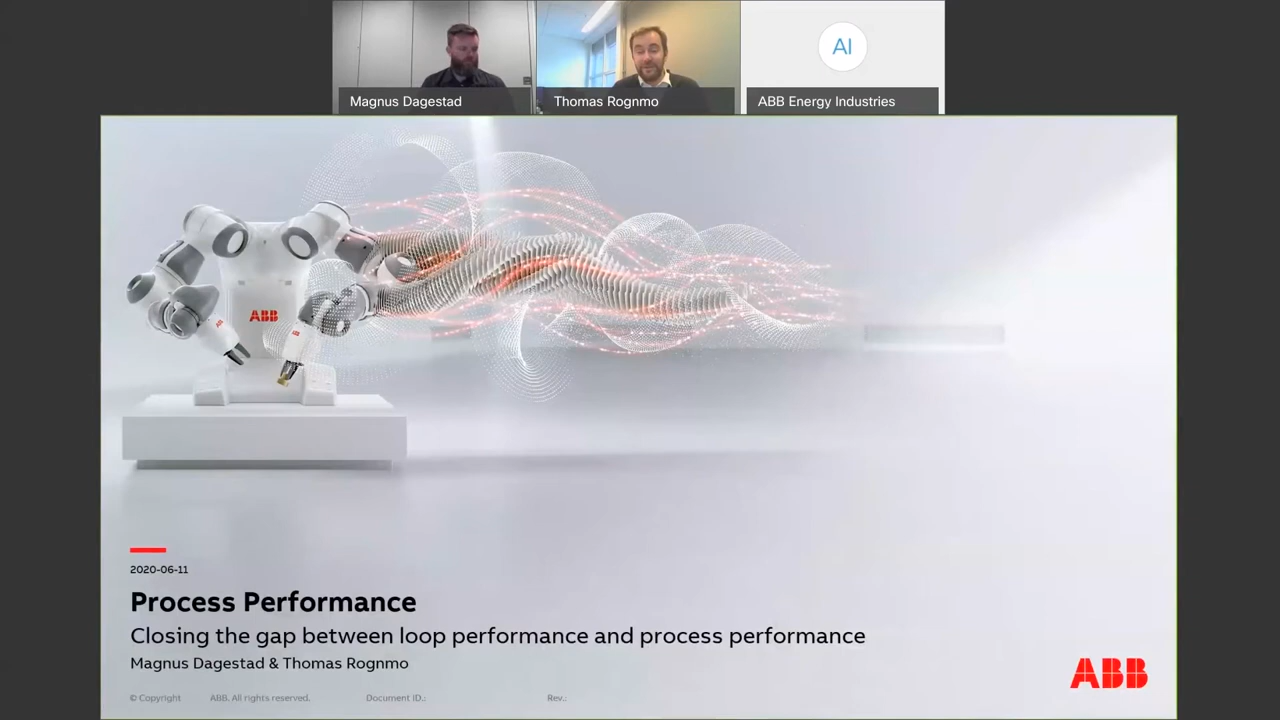 Magnus Dagestad
Thomas Rognmo
AI
ABB Energy Industries
ABB
2020-06-11
Process Performance
Closing the gap between loop performance and process performance
Magnus Dagestad & Thomas Rognmo
© Copyright ABB. All rights reserved. Document ID.: Rev.:
ABB